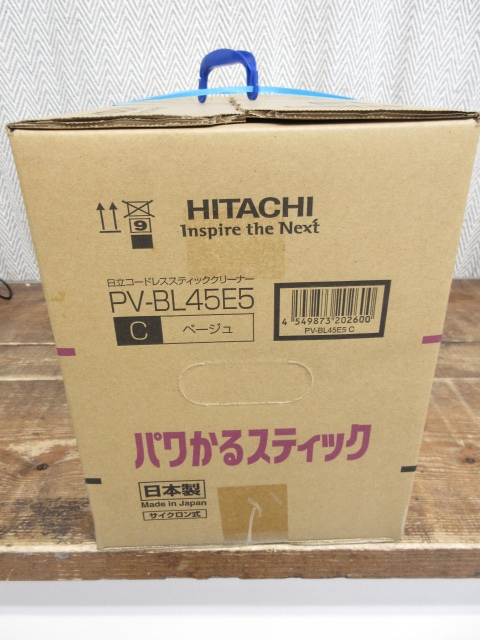 HITACHI
Inspire the Next
9
日立コードレススティッククリーナー
PV-BL45E5
C ベージュ
4 549873 202600
PV-BL45E5 C
パワかるスティック
日本製
Made in Japan
サイクロン式